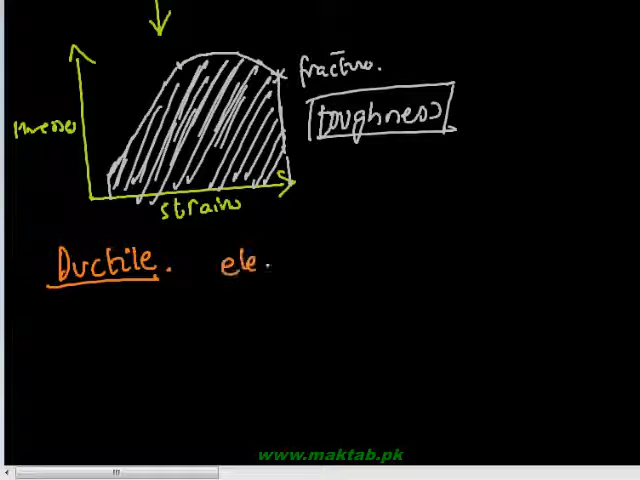 fracture.
toughness
stress
strain
Ductile. ele.
www.maktab.pk